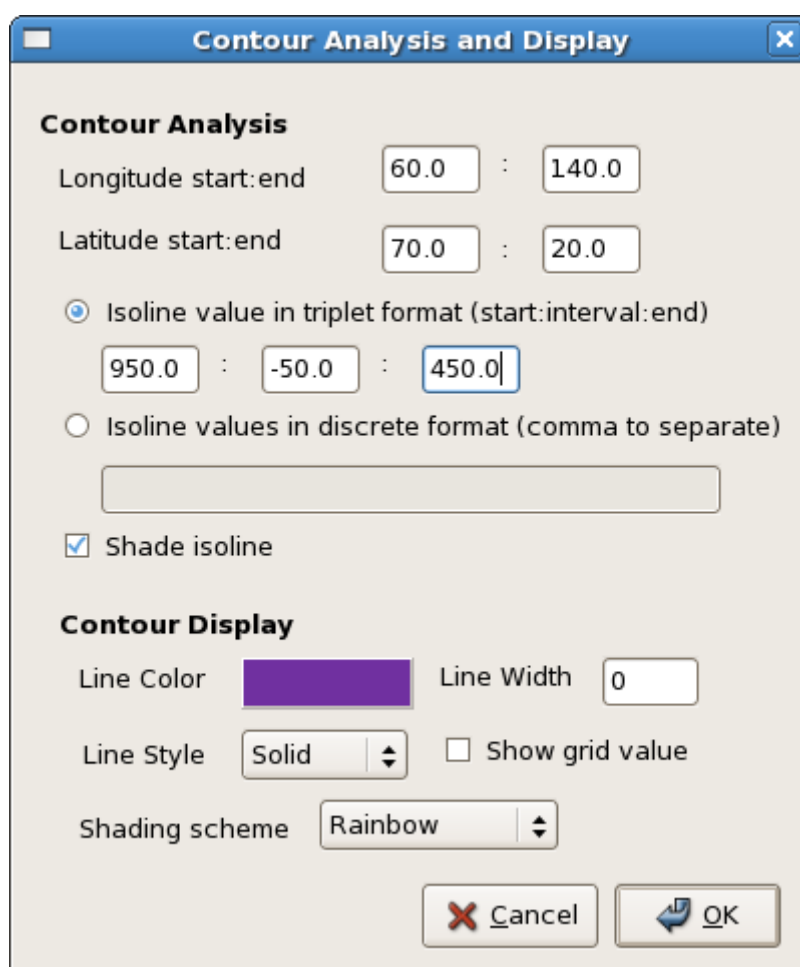 Contour Analysis and Display
Contour Analysis
Longitude start:end 60.0 : 140.0
Latitude start:end 70.0 : 20.0
Isoline value in triplet format (start:interval:end)
950.0 : -50.0 : 450.0
Isoline values in discrete format (comma to separate)
Shade isoline
Contour Display
Line Color Line Width 0
Line Style Solid Show grid value
Shading scheme Rainbow
Cancel OK